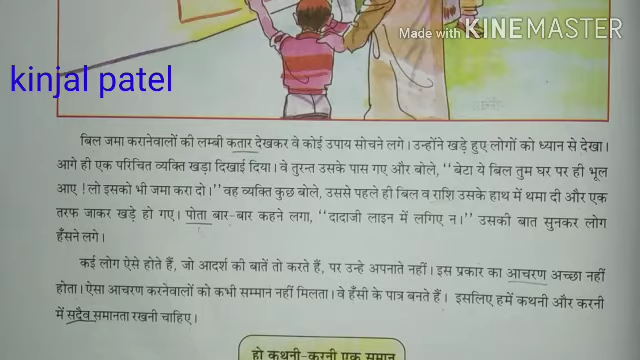 Made with KINEMASTER
kinjal patel
बिल जमा करानेवालों की लम्बी कतार देखकर वे कोई उपाय सोचने लगे। उन्होंने खड़े हुए लोगों को ध्यान से देखा।
आगे ही एक परिचित व्यक्ति खड़ा दिखाई दिया। वे तुरन्त उसके पास गए और बोले, ‘‘बेटा ये बिल तुम घर पर ही भूल
आए ! लो इसको भी जमा करा दो।’’ वह व्यक्ति कुछ बोले, उससे पहले ही बिल व राशि उसके हाथ में थमा दी और एक
तरफ जाकर खड़े हो गए। पोता बार-बार कहने लगा, ‘‘दादाजी लाइन में लगिए न।’’ उसकी बात सुनकर लोग
हँसने लगे।
कई लोग ऐसे होते हैं, जो आदर्श की बातें तो करते हैं, पर उन्हे अपनाते नहीं। इस प्रकार का आचरण अच्छा नहीं
होता। ऐसा आचरण करनेवालों को कभी सम्मान नहीं मिलता। वे हँसी के पात्र बनते हैं। इसलिए हमें कथनी और करनी
में सदैव समानता रखनी चाहिए।
हो कथनी-करनी एक समान